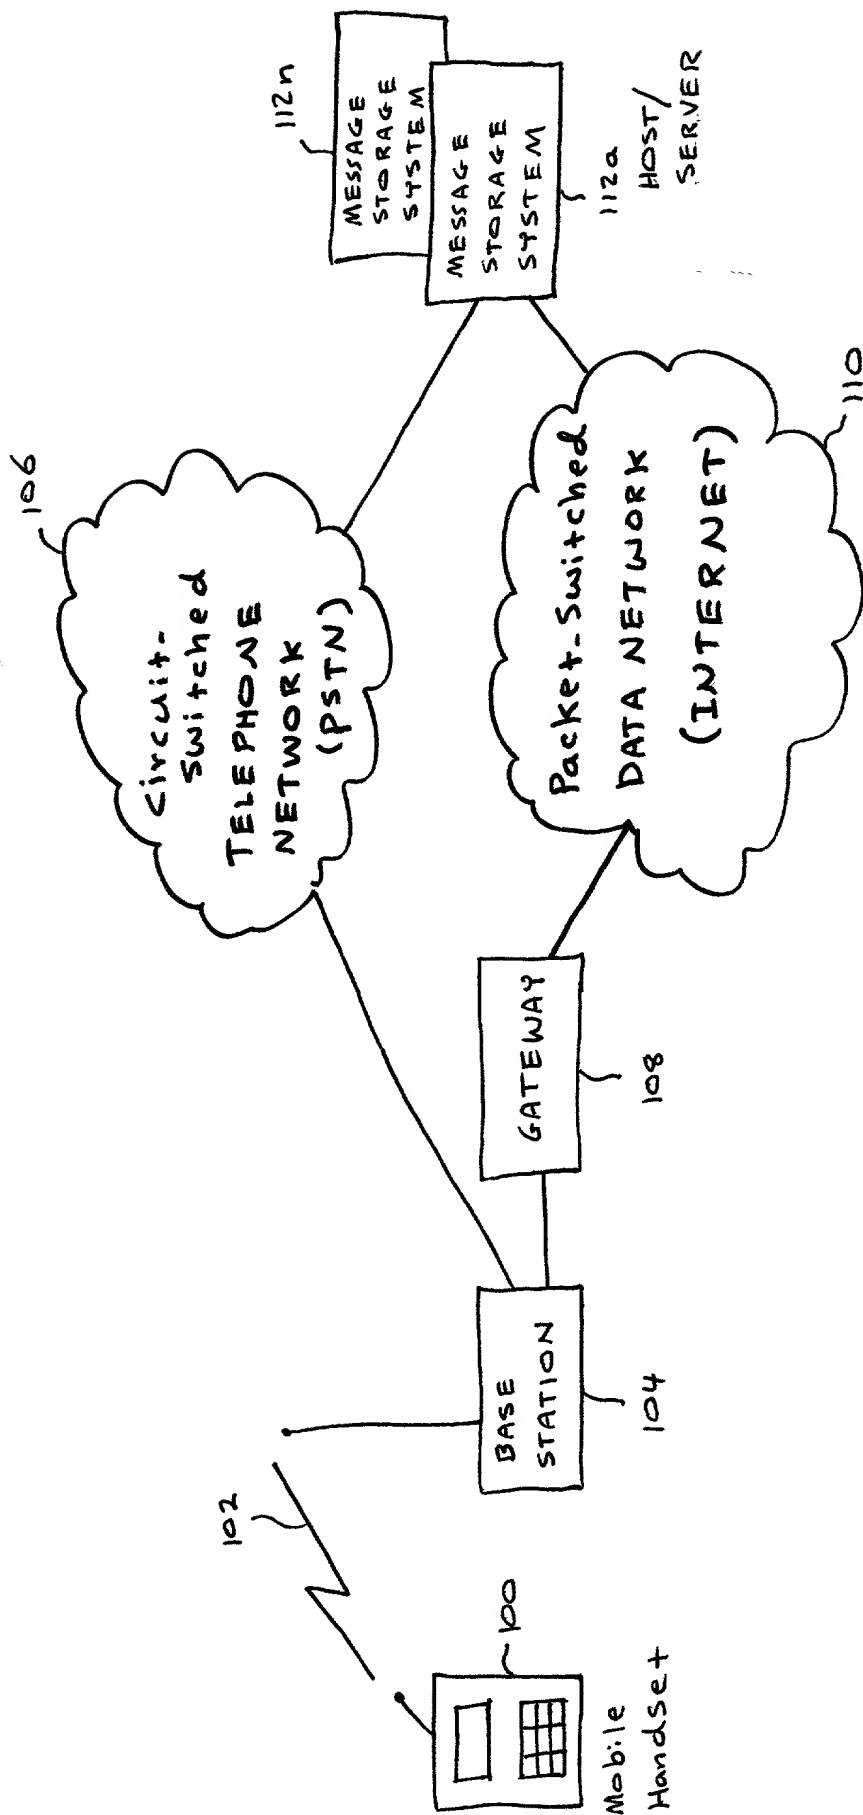 Mobile
Handset
100
102
BASE
STATION
104
GATEWAY
108
106
Circuit-
Switched
TELEPHONE
NETWORK
(PSTN)
Packet-Switched
DATA NETWORK
(INTERNET)
110
112n
MESSAGE
STORAGE
SYSTEM
MESSAGE
STORAGE
SYSTEM
112a
HOST/
SERVER